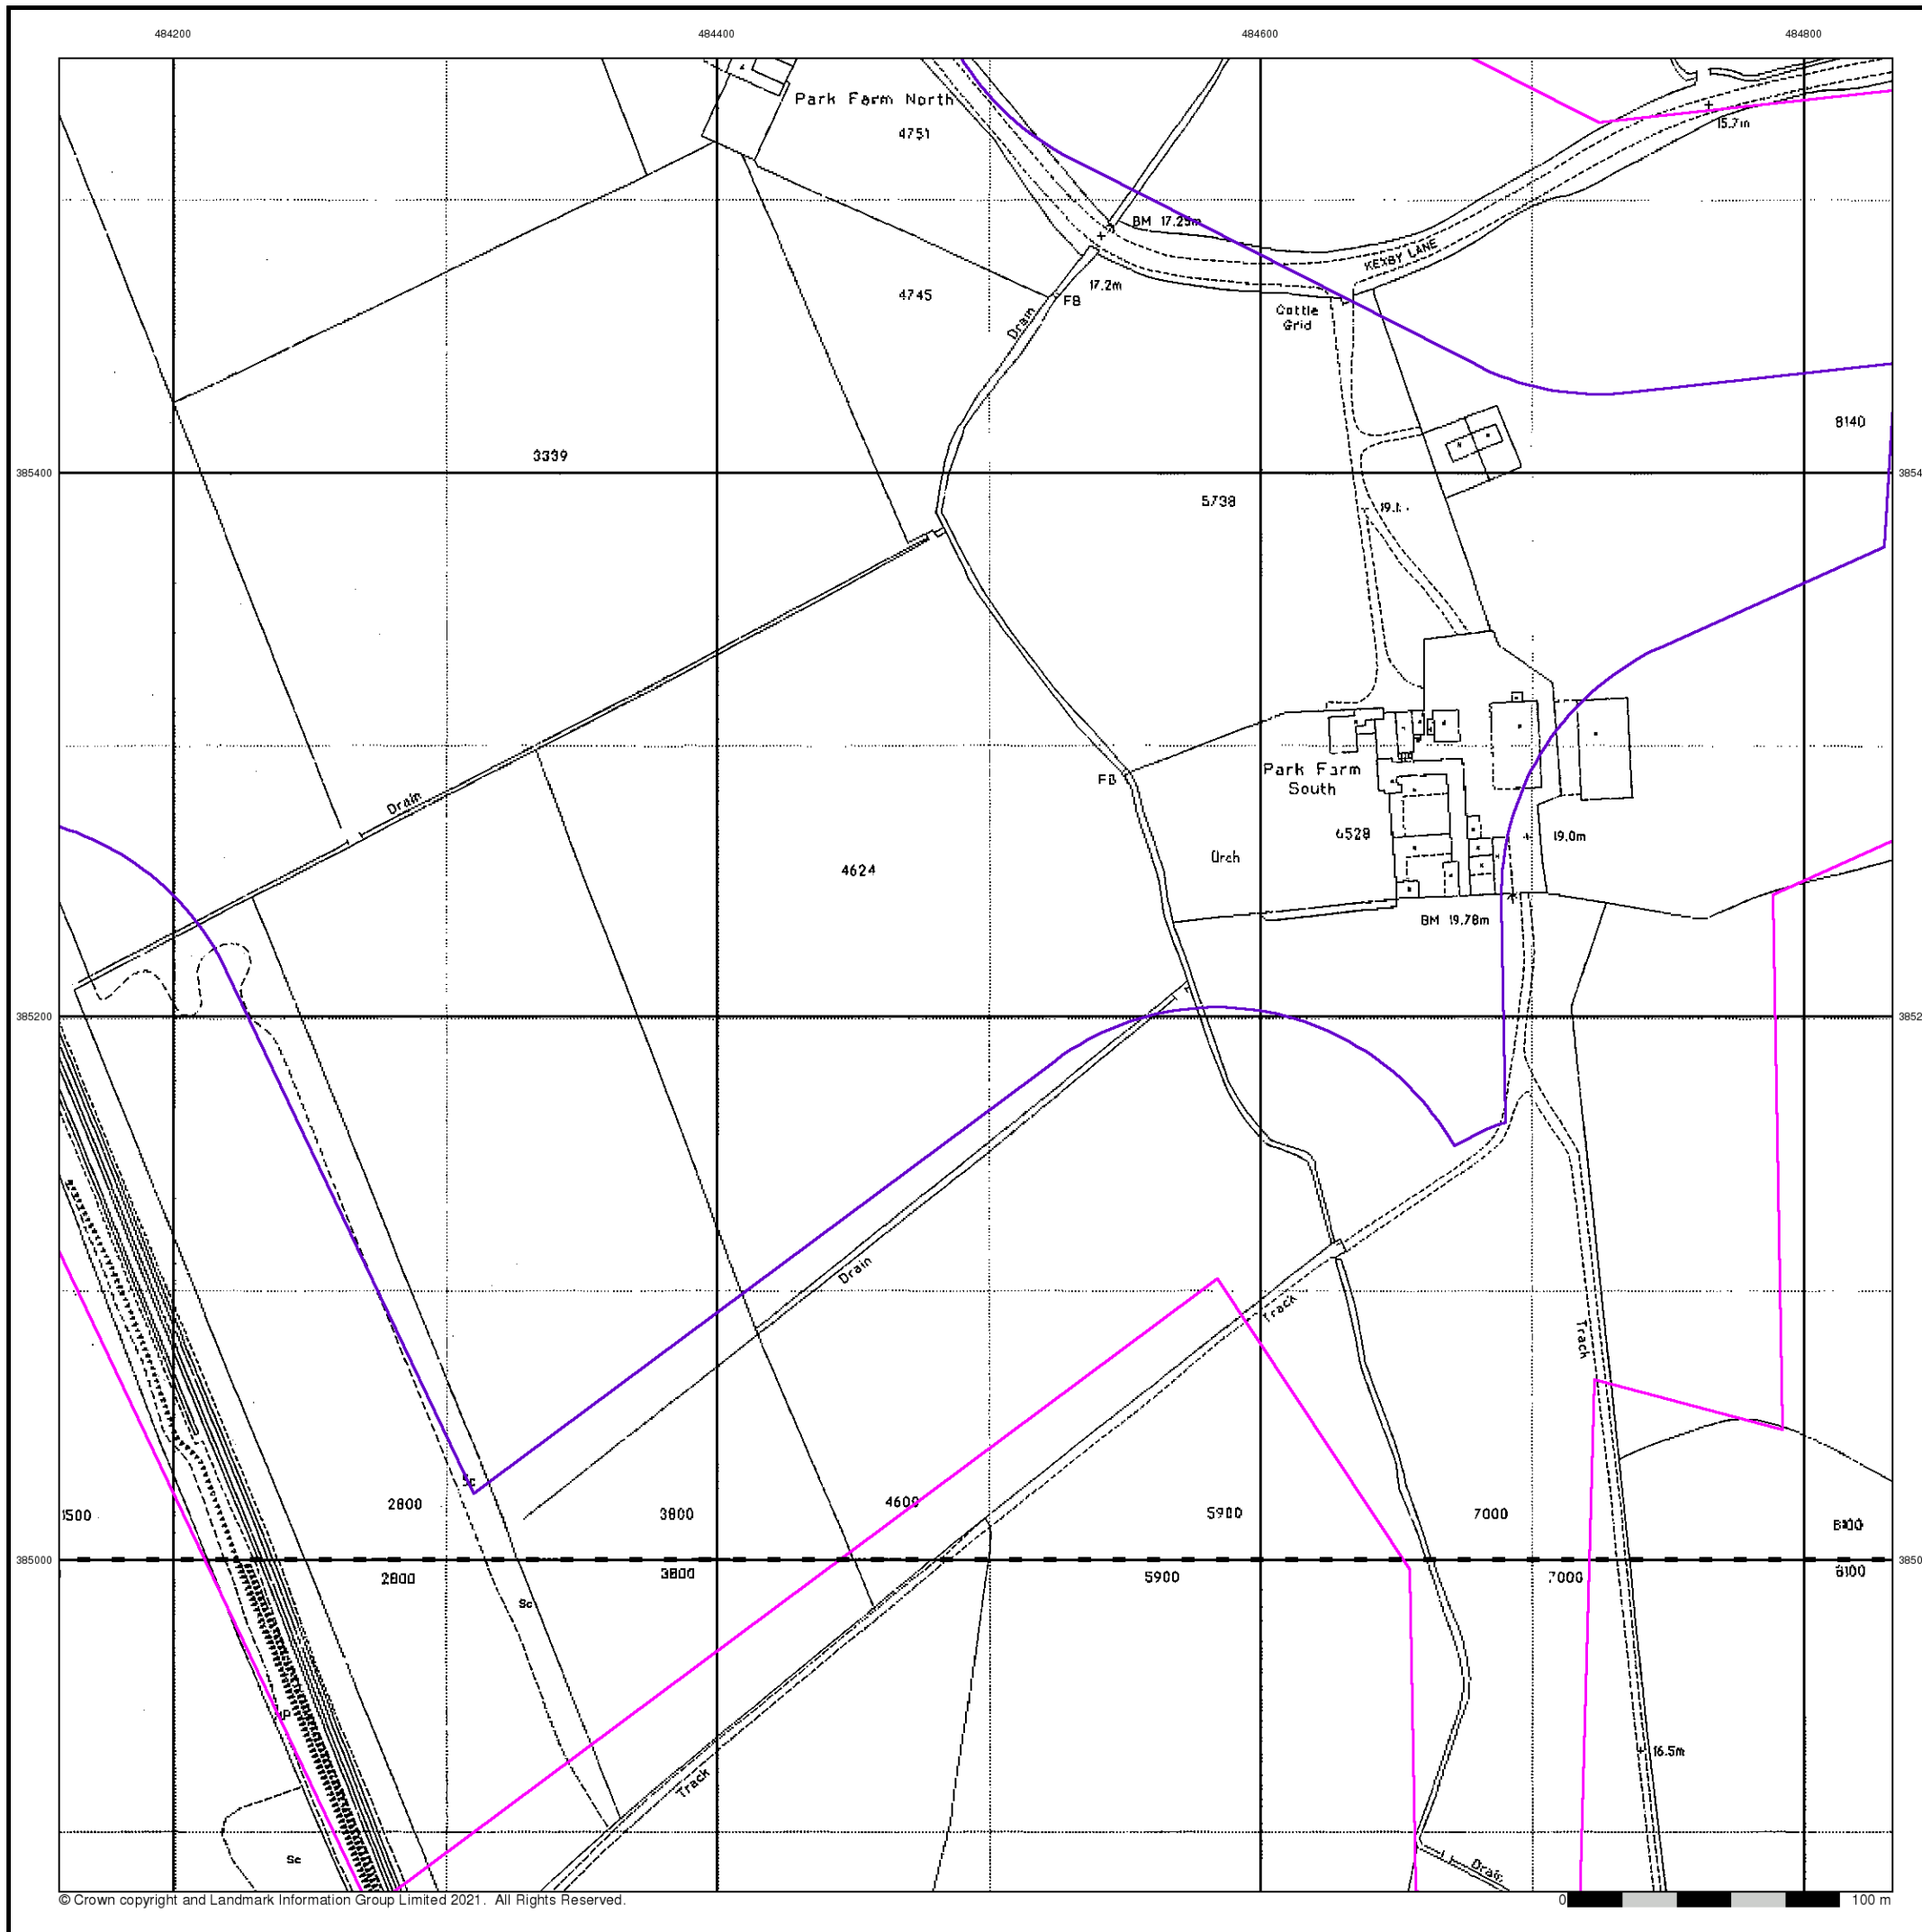 484200 484400 484600 484800
Park Farm North
4751
15.7m
BM 17.25m
KEXBY LANE
17.2m
4745
FB
Drain
Cattle
Grid
8140
3339
385400
5738
Drain
FB
Park Farm
South
19.0m
Orch
4624
BM 19.78m
385200
Drain
Track
Track
Sc
2800
3800
4600
5900
7000
385000
2800
3800
5900
7000
8100
Sc
16.5m
Track
Sc
Drain
© Crown copyright and Landmark Information Group Limited 2021. All Rights Reserved.
0 100 m